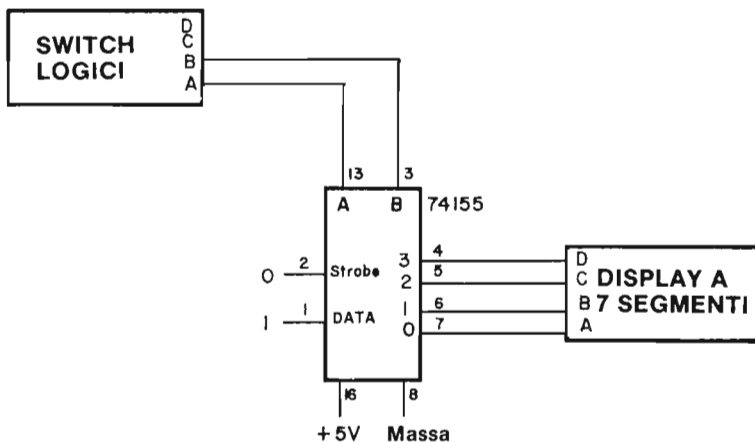 SWITCH
LOGICI
D
C
B
A
13
3
A
B
74155
0
2
Strobe
1
1
DATA
3
4
2
5
1
6
0
7
D
C
B
A
DISPLAY A
7 SEGMENTI
16
8
+5V
Massa